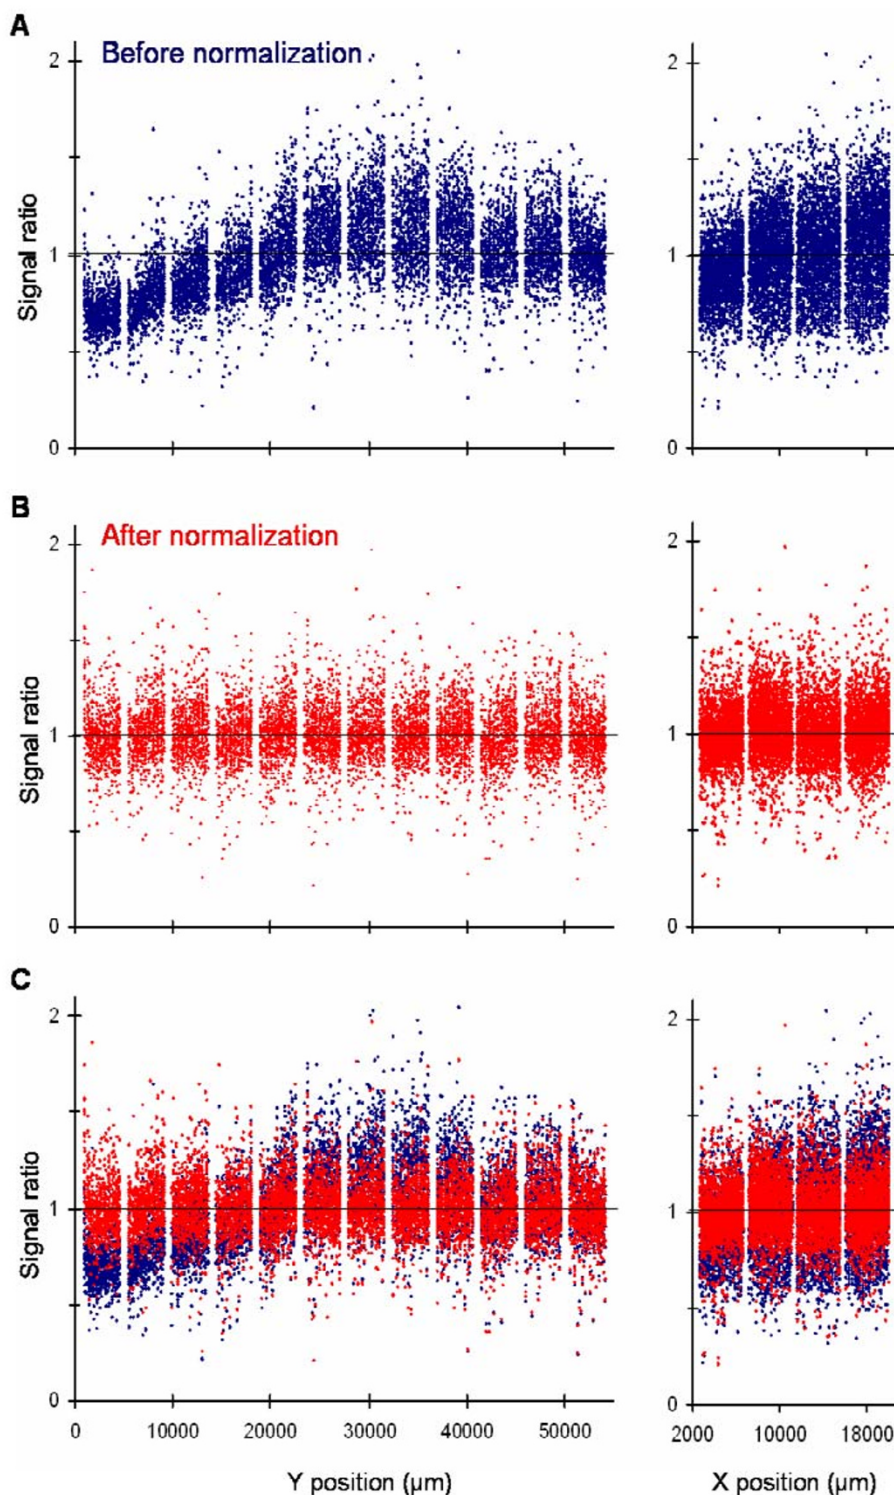 A
Before normalization
2
1
0
Signal ratio
2
1
0
B
After normalization
2
1
0
Signal ratio
2
1
0
C
2
1
0
Signal ratio
0 10000 20000 30000 40000 50000
Y position (µm)
2
1
0
2000 10000 18000
X position (µm)